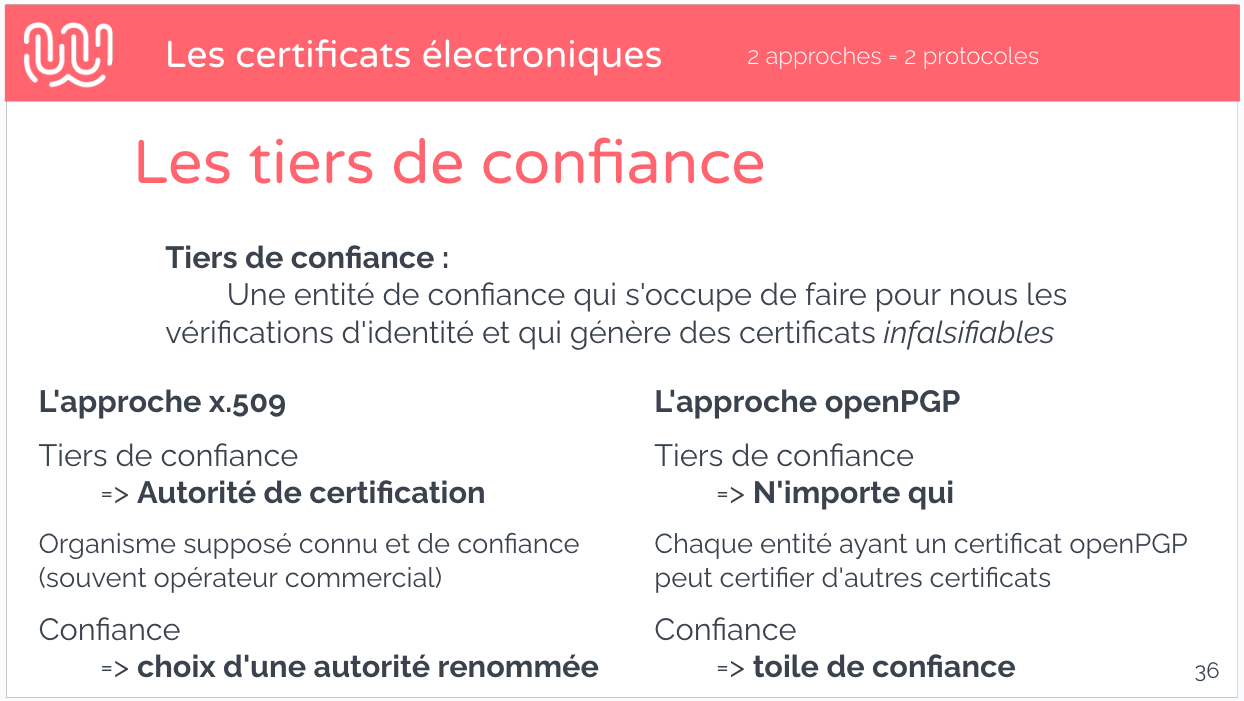 Les certificats électroniques
2 approches = 2 protocoles
Les tiers de confiance
Tiers de confiance :
Une entité de confiance qui s'occupe de faire pour nous les
vérifications d'identité et qui génère des certificats infalsifiables
L'approche x.509
Tiers de confiance
=> Autorité de certification
Organisme supposé connu et de confiance
(souvent opérateur commercial)
Confiance
=> choix d'une autorité renommée
L'approche openPGP
Tiers de confiance
=> N'importe qui
Chaque entité ayant un certificat openPGP
peut certifier d'autres certificats
Confiance
=> toile de confiance
36